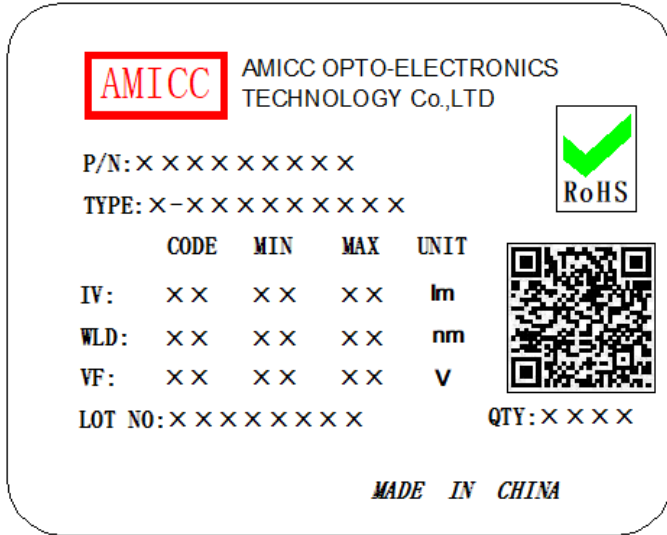 AMICC
AMICC OPTO-ELECTRONICS
TECHNOLOGY Co.,LTD
RoHS
P/N:×××××××××
TYPE:×-×××××××××
CODE MIN MAX UNIT
IV: ×× ×× ×× lm
WLD: ×× ×× ×× nm
VF: ×× ×× ×× V
LOT NO:×××××××× QTY:××××
MADE IN CHINA